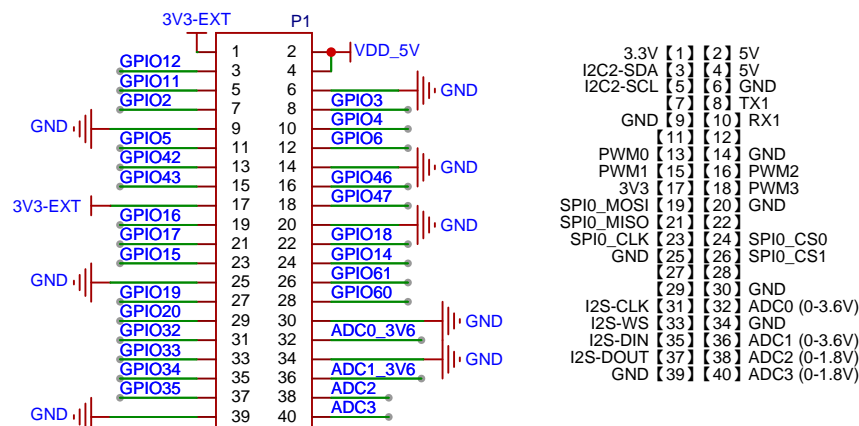 3V3-EXT P1
1 2 VDD_5V
GPIO12 3 4
GPIO11 5 6 GND
GPIO2 7 8 GPIO3
GND 9 10 GPIO4
GPIO5 11 12 GPIO6
GPIO42 13 14 GND
GPIO43 15 16 GPIO46
3V3-EXT 17 18 GPIO47
GPIO16 19 20 GND
GPIO17 21 22 GPIO18
GPIO15 23 24 GPIO14
GND 25 26 GPIO61
GPIO19 27 28 GPIO60
GPIO20 29 30 GND
GPIO32 31 32 ADC0_3V6
GPIO33 33 34 GND
GPIO34 35 36 ADC1_3V6
GPIO35 37 38 ADC2
GND 39 40 ADC3
3.3V【1】【2】5V
I2C2-SDA【3】【4】5V
I2C2-SCL【5】【6】GND
【7】【8】TX1
GND【9】【10】RX1
【11】【12】
PWM0【13】【14】GND
PWM1【15】【16】PWM2
3V3【17】【18】PWM3
SPI0_MOSI【19】【20】GND
SPI0_MISO【21】【22】
SPI0_CLK【23】【24】SPI0_CS0
GND【25】【26】SPI0_CS1
【27】【28】
【29】【30】GND
I2S-CLK【31】【32】ADC0 (0-3.6V)
I2S-WS【33】【34】GND
I2S-DIN【35】【36】ADC1 (0-3.6V)
I2S-DOUT【37】【38】ADC2 (0-1.8V)
GND【39】【40】ADC3 (0-1.8V)